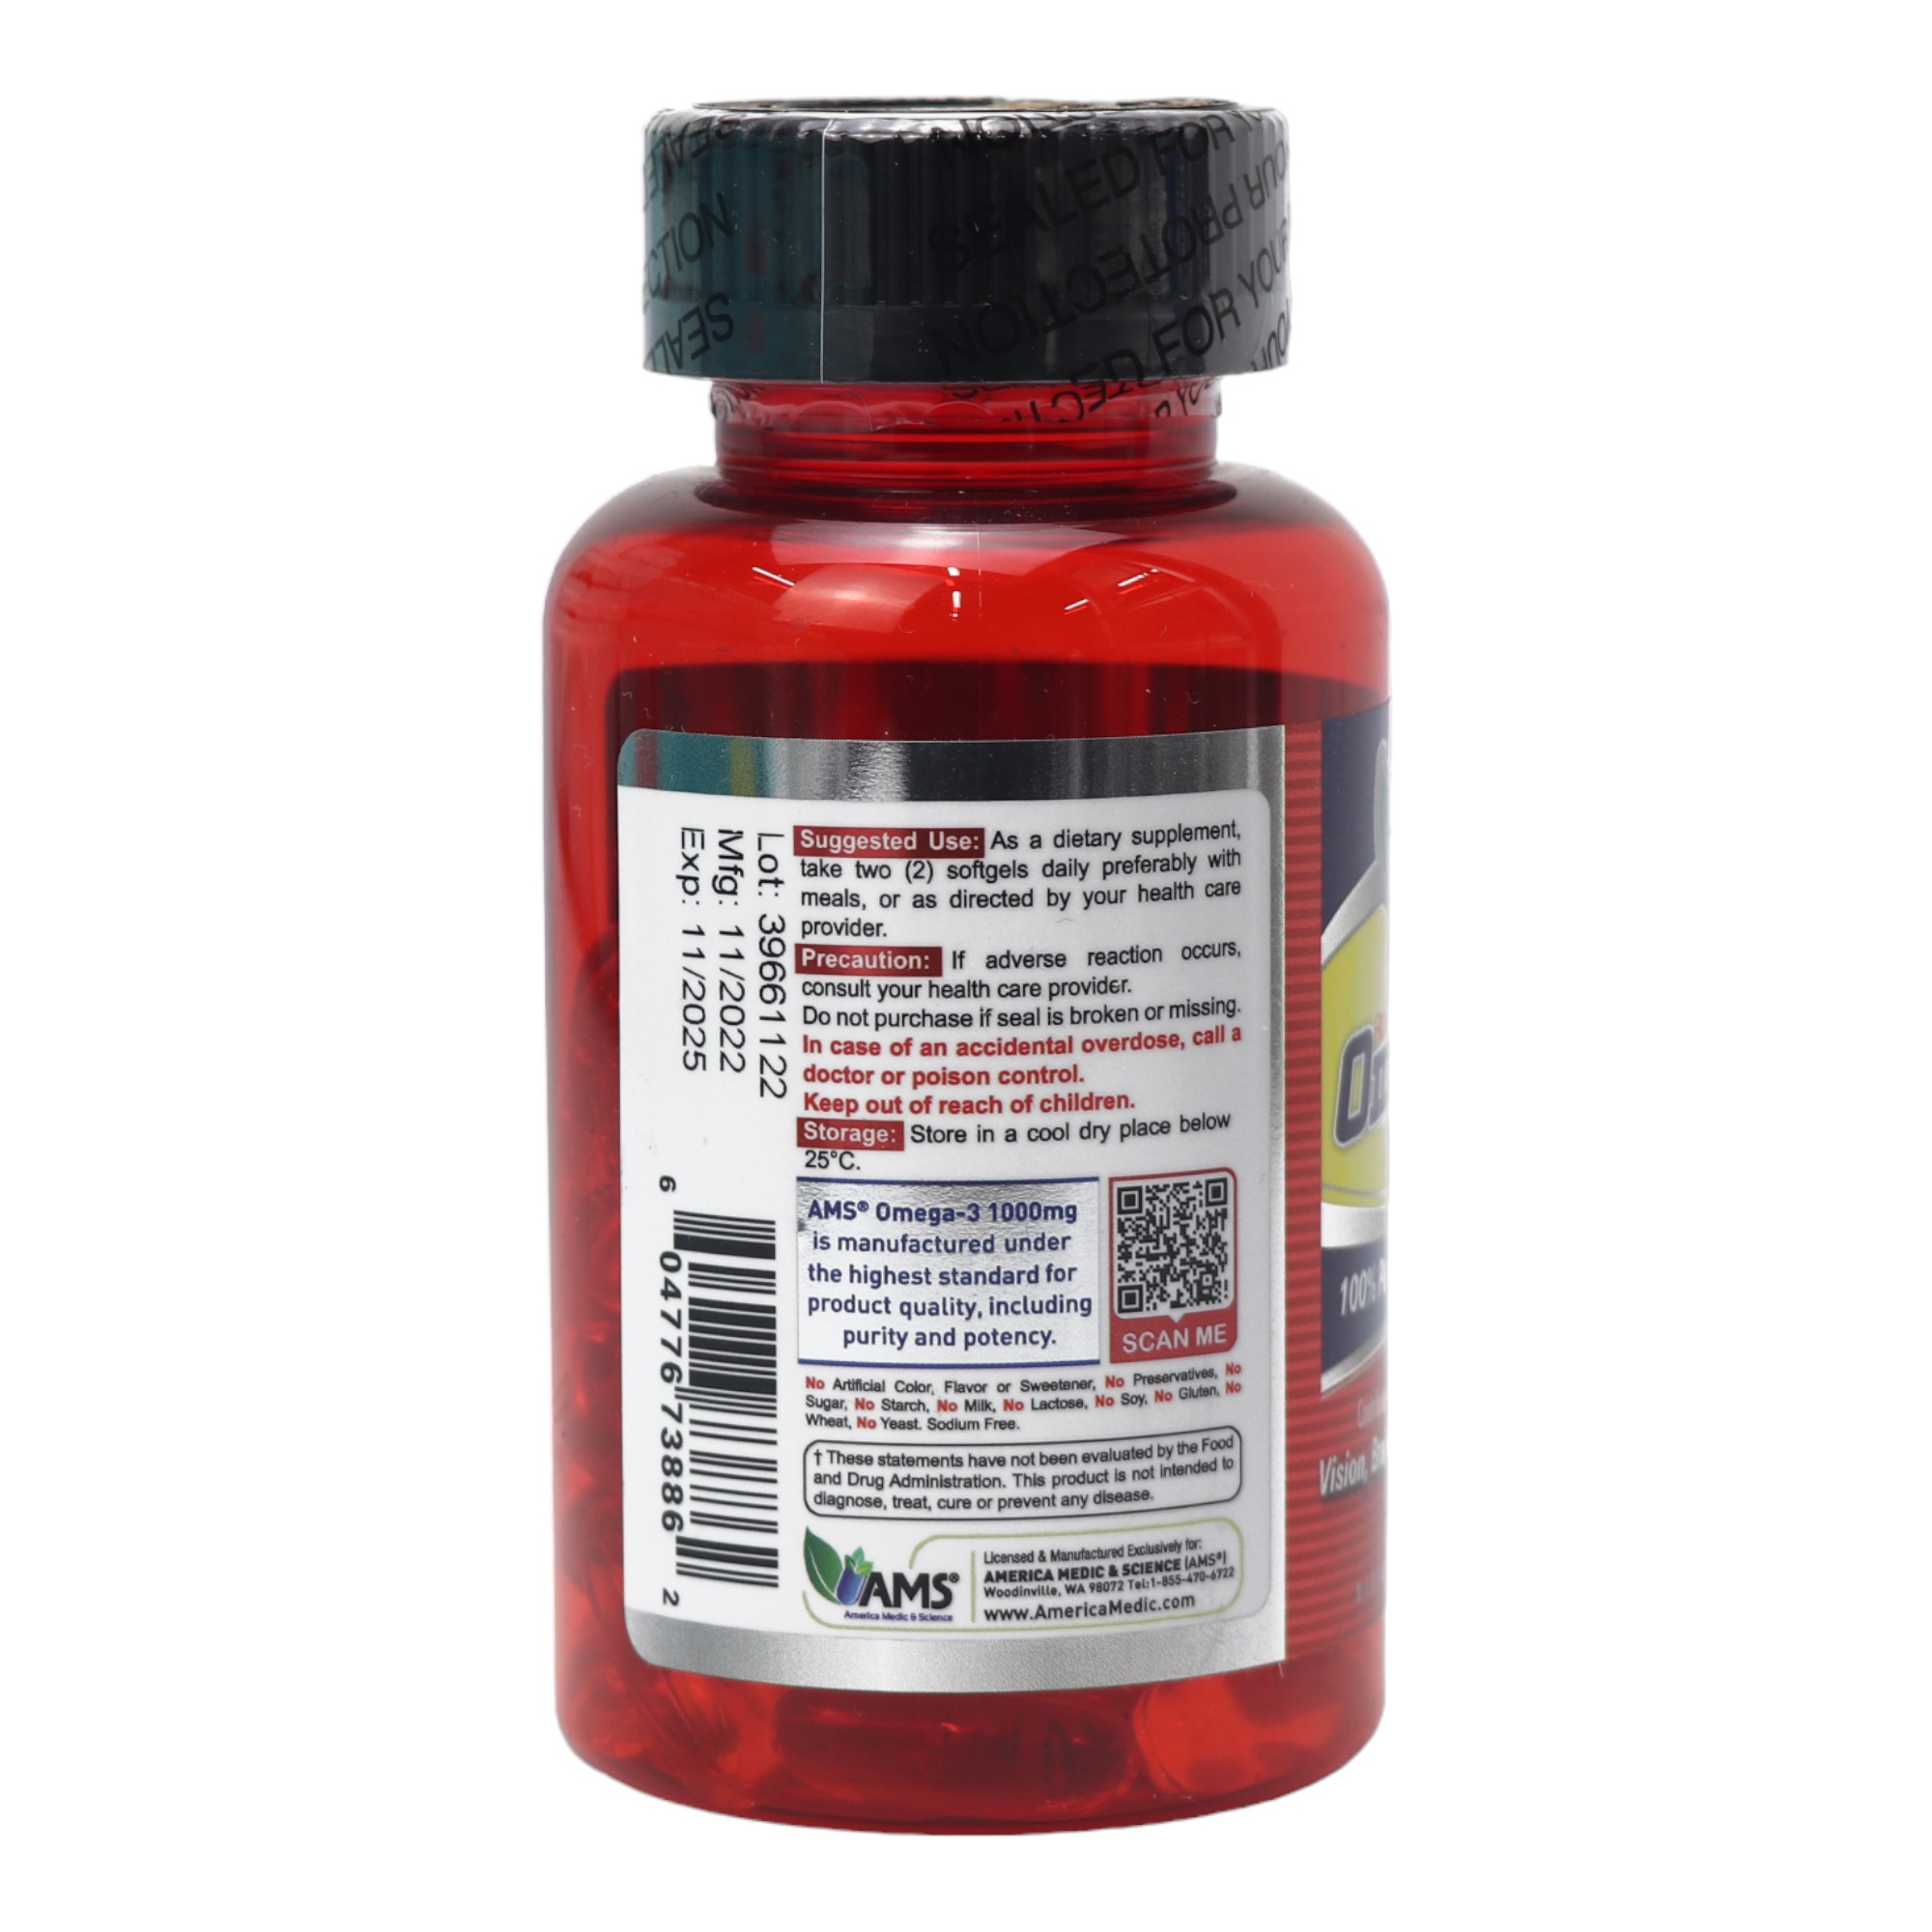 SEALED FOR YOUR PROTECTION
Suggested Use: As a dietary supplement,
take two (2) softgels daily preferably with
meals, or as directed by your health care
provider.
Precaution: If adverse reaction occurs,
consult your health care provider.
Do not purchase if seal is broken or missing.
In case of an accidental overdose, call a
doctor or poison control.
Keep out of reach of children.
Storage: Store in a cool dry place below
25°C.
Lot: 39661122
Mfg: 11/2022
Exp: 11/2025
6 04776 73886 2
AMS® Omega-3 1000mg
is manufactured under
the highest standard for
product quality, including
purity and potency.
SCAN ME
No Artificial Color, Flavor or Sweetener, No Preservatives, No
Sugar, No Starch, No Milk, No Lactose, No Soy, No Gluten, No
Wheat, No Yeast. Sodium Free.
† These statements have not been evaluated by the Food
and Drug Administration. This product is not intended to
diagnose, treat, cure or prevent any disease.
AMS®
America Medic & Science
Licensed & Manufactured Exclusively for:
AMERICA MEDIC & SCIENCE (AMS®)
Woodinville, WA 98072 Tel:1-855-470-6722
www.AmericaMedic.com
100%
Vision,